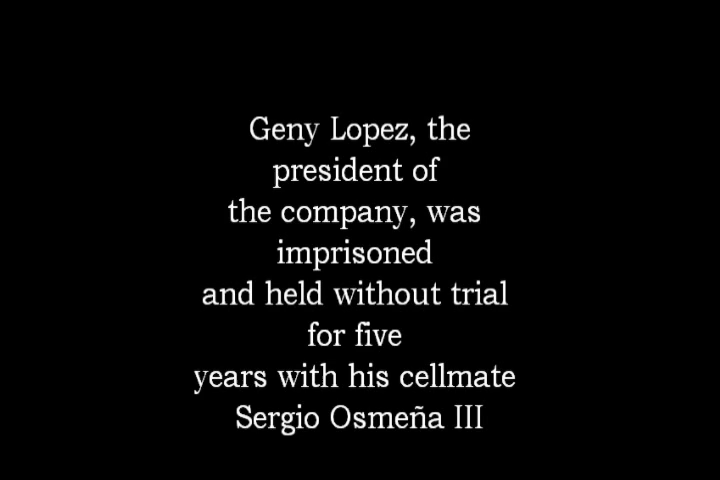 Geny Lopez, the
president of
the company, was
imprisoned
and held without trial
for five
years with his cellmate
Sergio Osmeña III